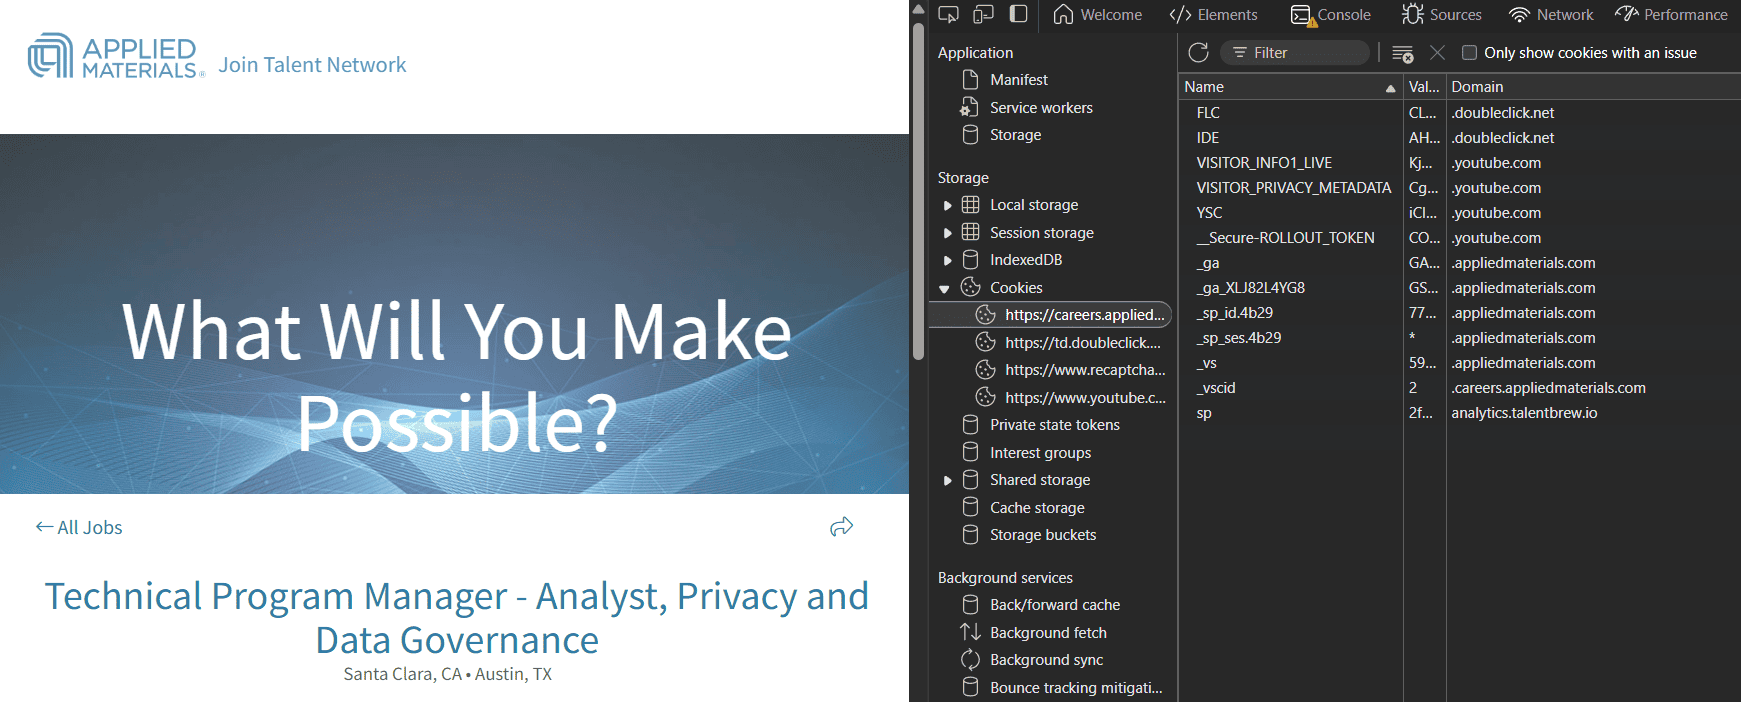 APPLIED
MATERIALS®
Join Talent Network
What Will You Make
Possible?
← All Jobs
Technical Program Manager - Analyst, Privacy and
Data Governance
Santa Clara, CA • Austin, TX
Welcome
Elements
Console
Sources
Network
Performance
Application
Manifest
Service workers
Storage
Storage
Local storage
Session storage
IndexedDB
Cookies
https://careers.applied...
https://td.doubleclick....
https://www.recaptcha...
https://www.youtube.c...
Private state tokens
Interest groups
Shared storage
Cache storage
Storage buckets
Background services
Back/forward cache
Background fetch
Background sync
Bounce tracking mitigati...
Filter
Only show cookies with an issue
Name Val... Domain
FLC CL... .doubleclick.net
IDE AH... .doubleclick.net
VISITOR_INFO1_LIVE Kj... .youtube.com
VISITOR_PRIVACY_METADATA Cg... .youtube.com
YSC iCI... .youtube.com
__Secure-ROLLOUT_TOKEN CO... .youtube.com
_ga GA... .appliedmaterials.com
_ga_XLJ82L4YG8 GS... .appliedmaterials.com
_sp_id.4b29 77... .appliedmaterials.com
_sp_ses.4b29 * .appliedmaterials.com
_vs 59... .appliedmaterials.com
_vscid 2 .careers.appliedmaterials.com
sp 2f... analytics.talentbrew.io